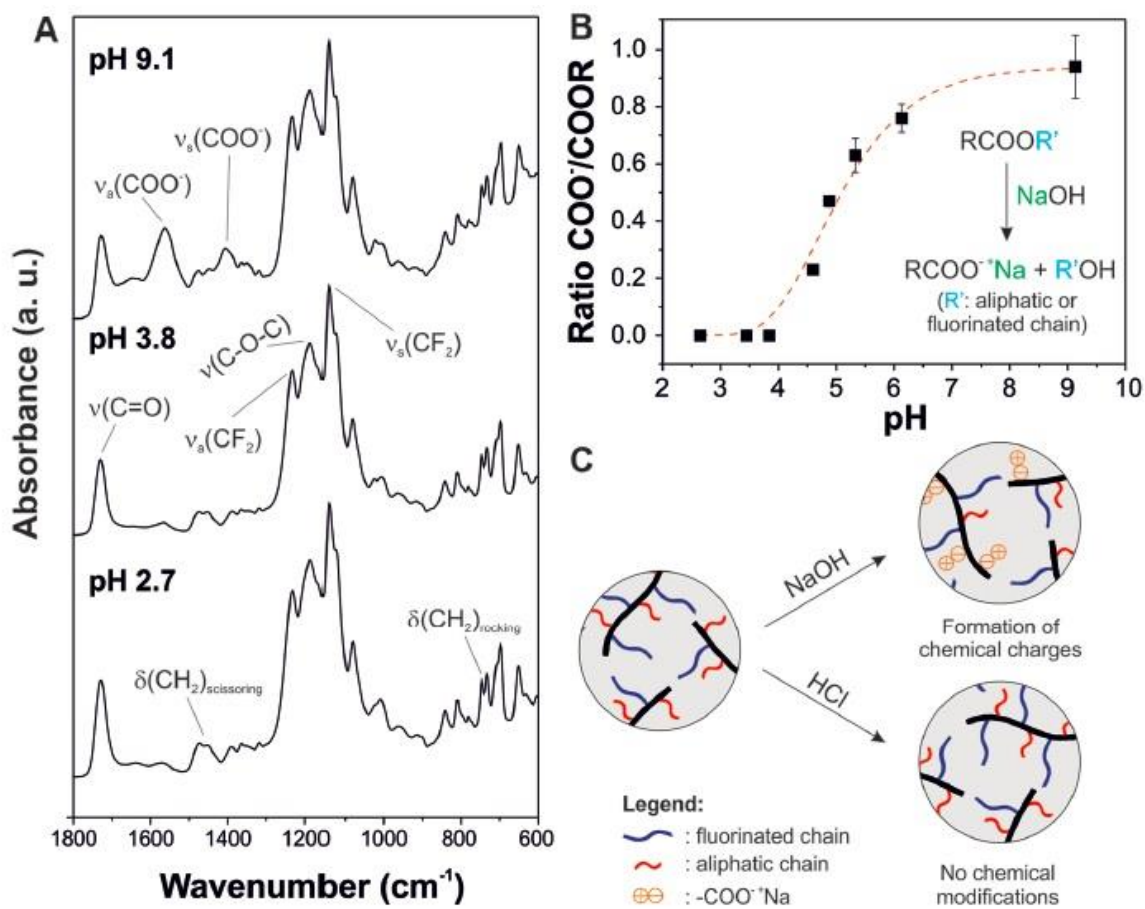 A
pH 9.1
νs(COO⁻)
νa(COO⁻)
pH 3.8
ν(C-O-C)
νs(CF₂)
ν(C=O)
νa(CF₂)
pH 2.7
δ(CH₂)rocking
δ(CH₂)scissoring
Absorbance (a. u.)
1800 1600 1400 1200 1000 800 600
Wavenumber (cm⁻¹)
B
Ratio COO⁻/COOR
1.0
0.8
0.6
0.4
0.2
0.0
2 3 4 5 6 7 8 9 10
pH
RCOOR'
NaOH
RCOO⁻ ⁺Na + R'OH
(R': aliphatic or
fluorinated chain)
C
NaOH
HCl
Formation of
chemical charges
No chemical
modifications
Legend:
: fluorinated chain
: aliphatic chain
: -COO⁻ ⁺Na